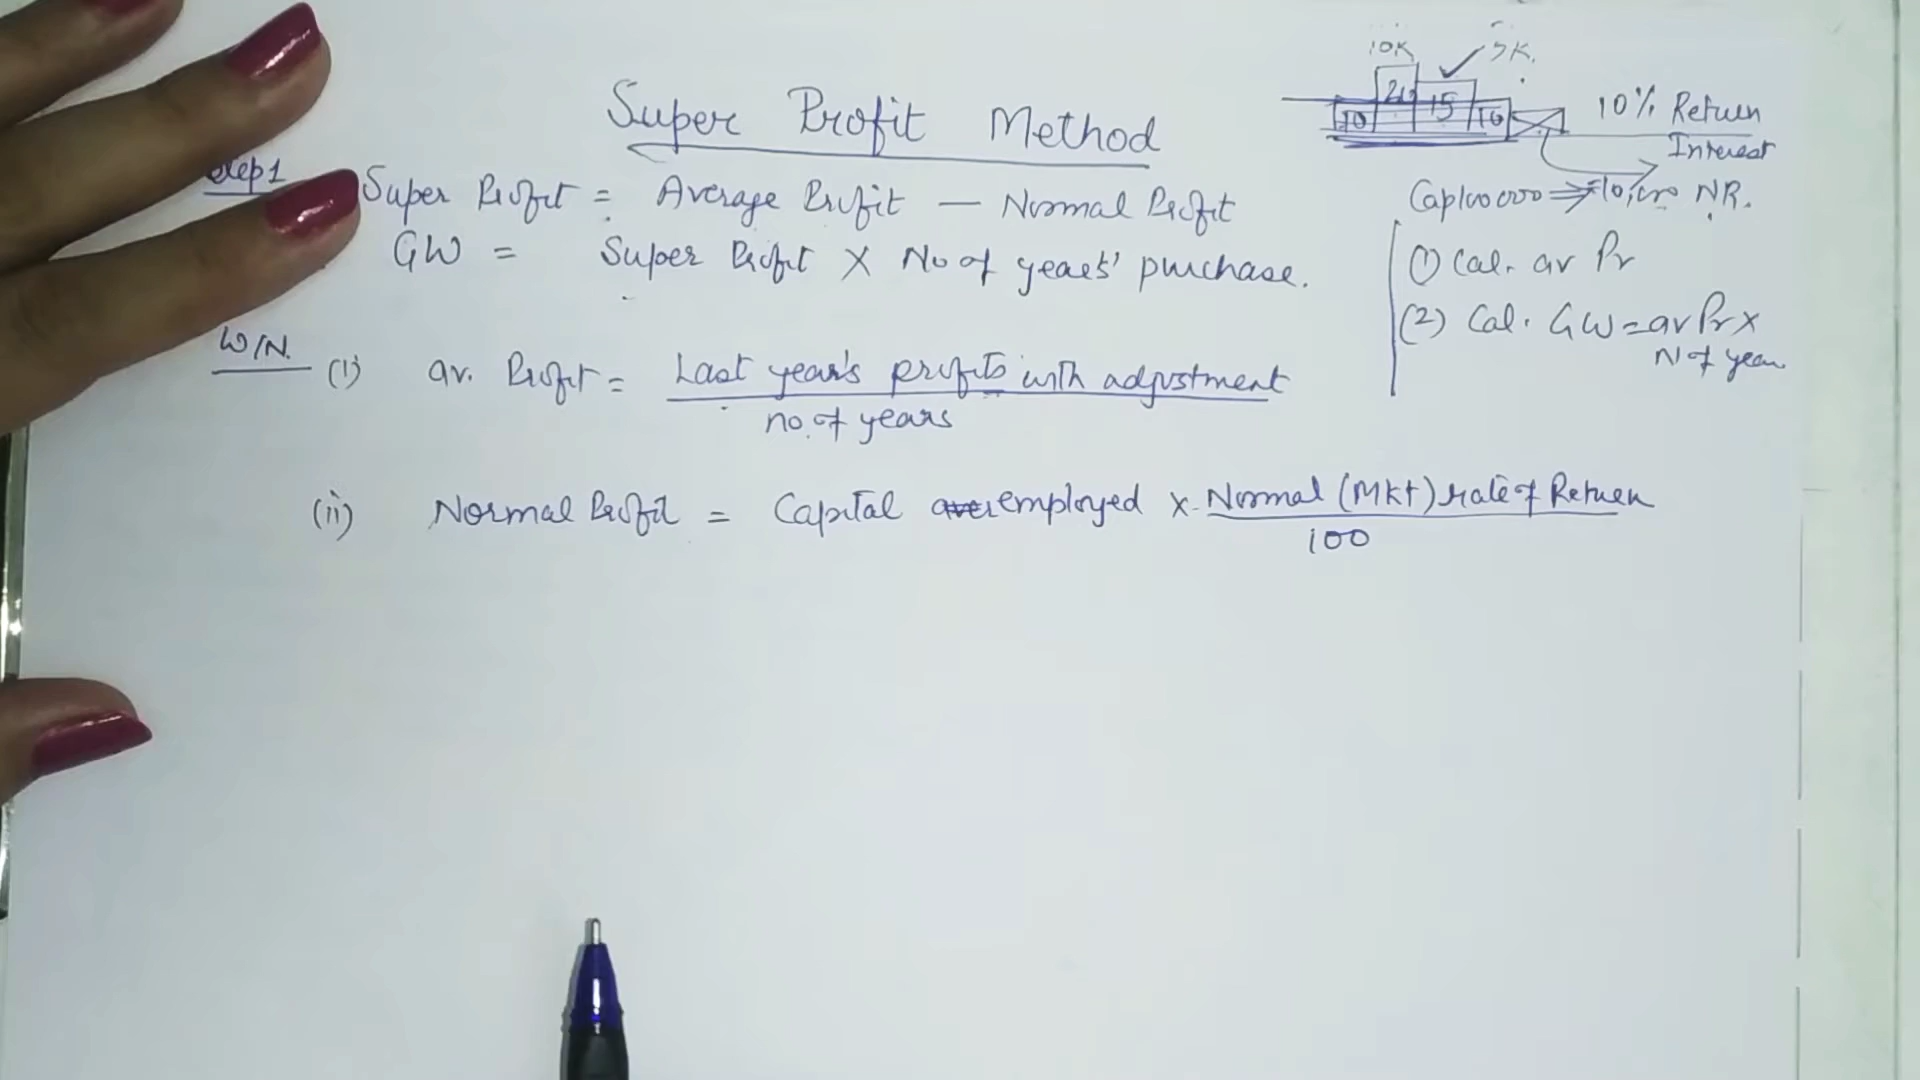 Super Profit Method
Step 1
Super Profit = Average Profit — Normal Profit
GW = Super Profit X No of years' purchase.
W/N.
(i) av. Profit = Last year's profits with adjustment
no. of years
(ii) Normal Profit = Capital employed x Normal (Mkt) rate of Return
100
10K
5K.
10 20 15 10
10% Return
Interest
NR.
(1) Cal. av Pr
(2) Cal. GW = av Pr x
N of year